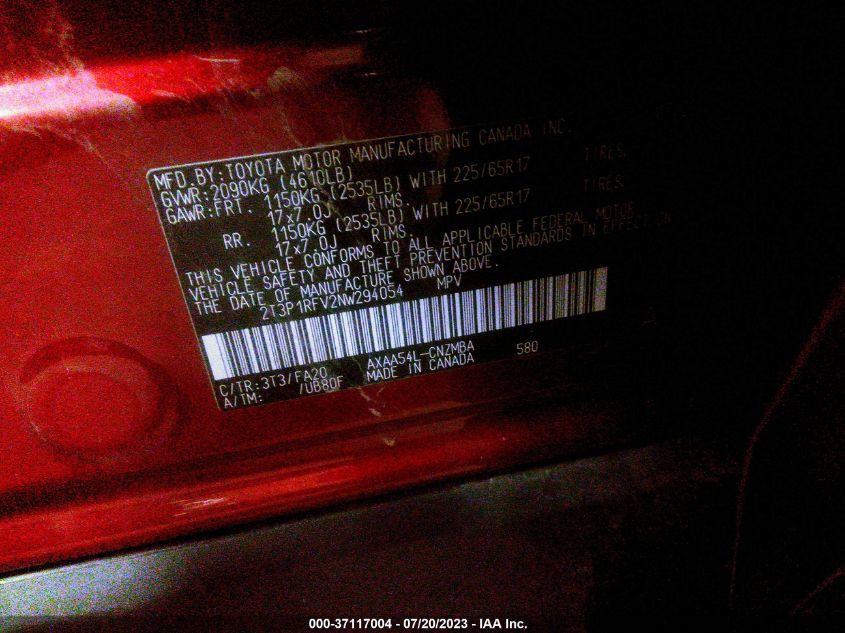 MFD.BY:TOYOTA MOTOR MANUFACTURING CANADA INC.
GVWR:2090KG (4610LB)
GAWR:FRT. 1150KG (2535LB) WITH 225/65R17 TIRES,
17x7.0J RIMS.
RR. 1150KG (2535LB) WITH 225/65R17 TIRES,
17x7.0J RIMS.
THIS VEHICLE CONFORMS TO ALL APPLICABLE FEDERAL MOTOR
VEHICLE SAFETY AND THEFT PREVENTION STANDARDS IN EFFECT ON
THE DATE OF MANUFACTURE SHOWN ABOVE.
2T3P1RFV2NW294054 MPV
C/TR:3T3/FA20 AXAA54L-CNZMBA 580
A/TM: /UB80F MADE IN CANADA
000-37117004 - 07/20/2023 - IAA Inc.